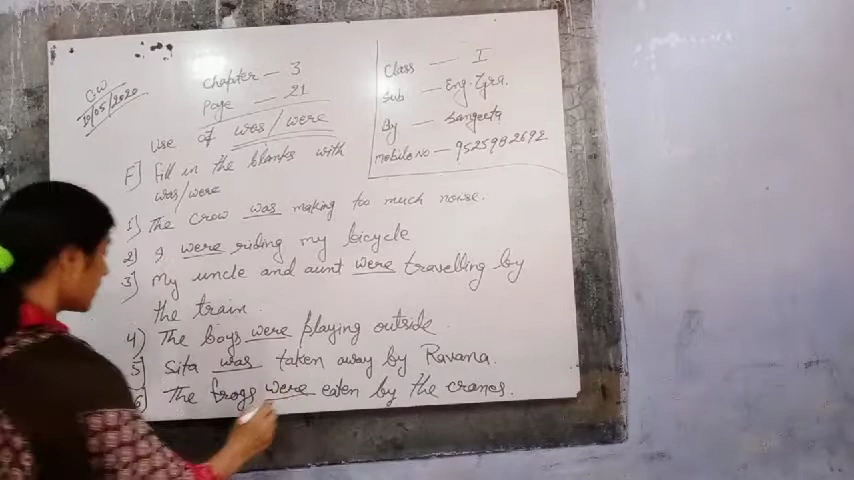 CW
10/05/2020
Chapter - 3
Page - 21
Use of was/were
F] Fill in the blanks with
was/were
1) The crow was making too much noise.
2) I were riding my bicycle
3) My uncle and aunt were travelling by
the train.
4) The boys were playing outside.
5) Sita was taken away by Ravana.
6) The frogs were eaten by the cranes.
Class - I
Sub - Eng. Gra.
By - Sangeeta
Mobile No - 9525982692